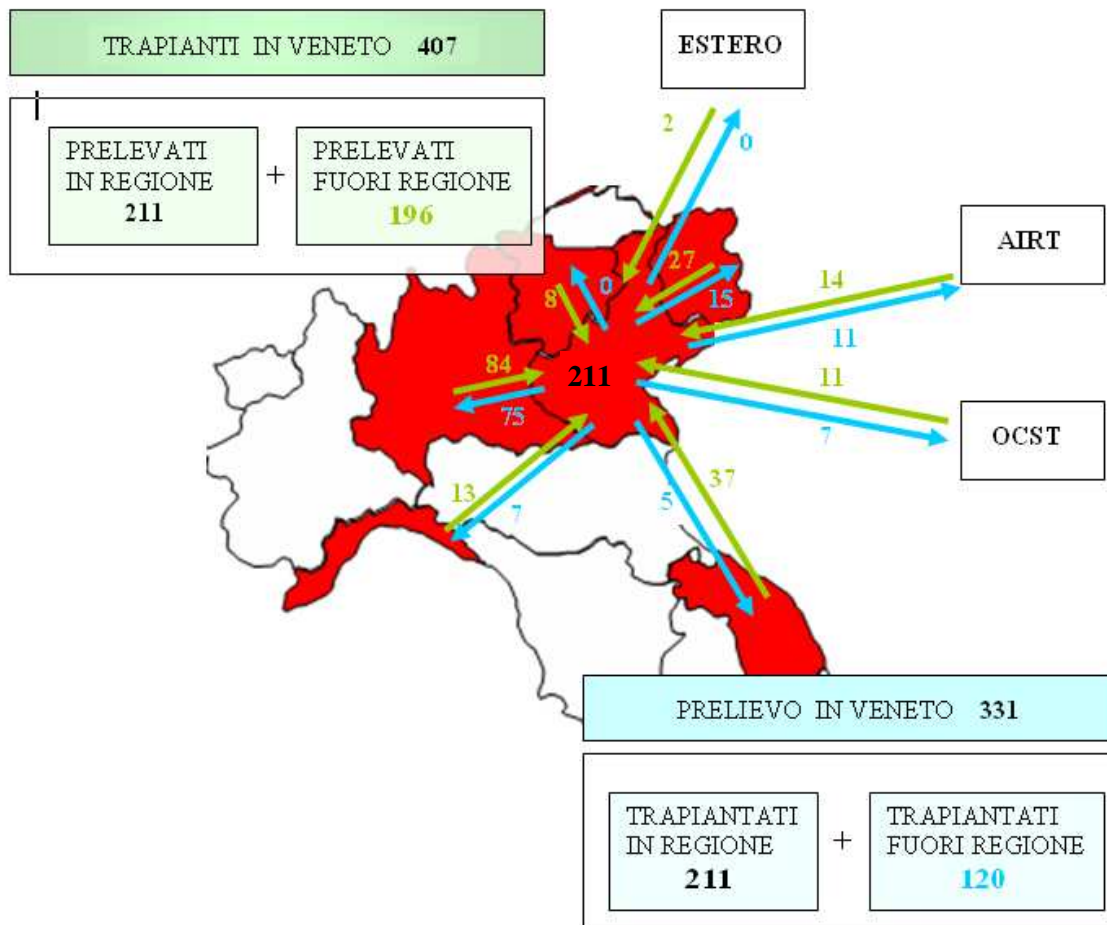 TRAPIANTI IN VENETO 407
PRELEVATI
IN REGIONE
211
+
PRELEVATI
FUORI REGIONE
196
ESTERO
2
0
AIRT
14
11
27
15
8
0
84
75
211
11
7
OCST
13
7
5
37
PRELIEVO IN VENETO 331
TRAPIANTATI
IN REGIONE
211
+
TRAPIANTATI
FUORI REGIONE
120